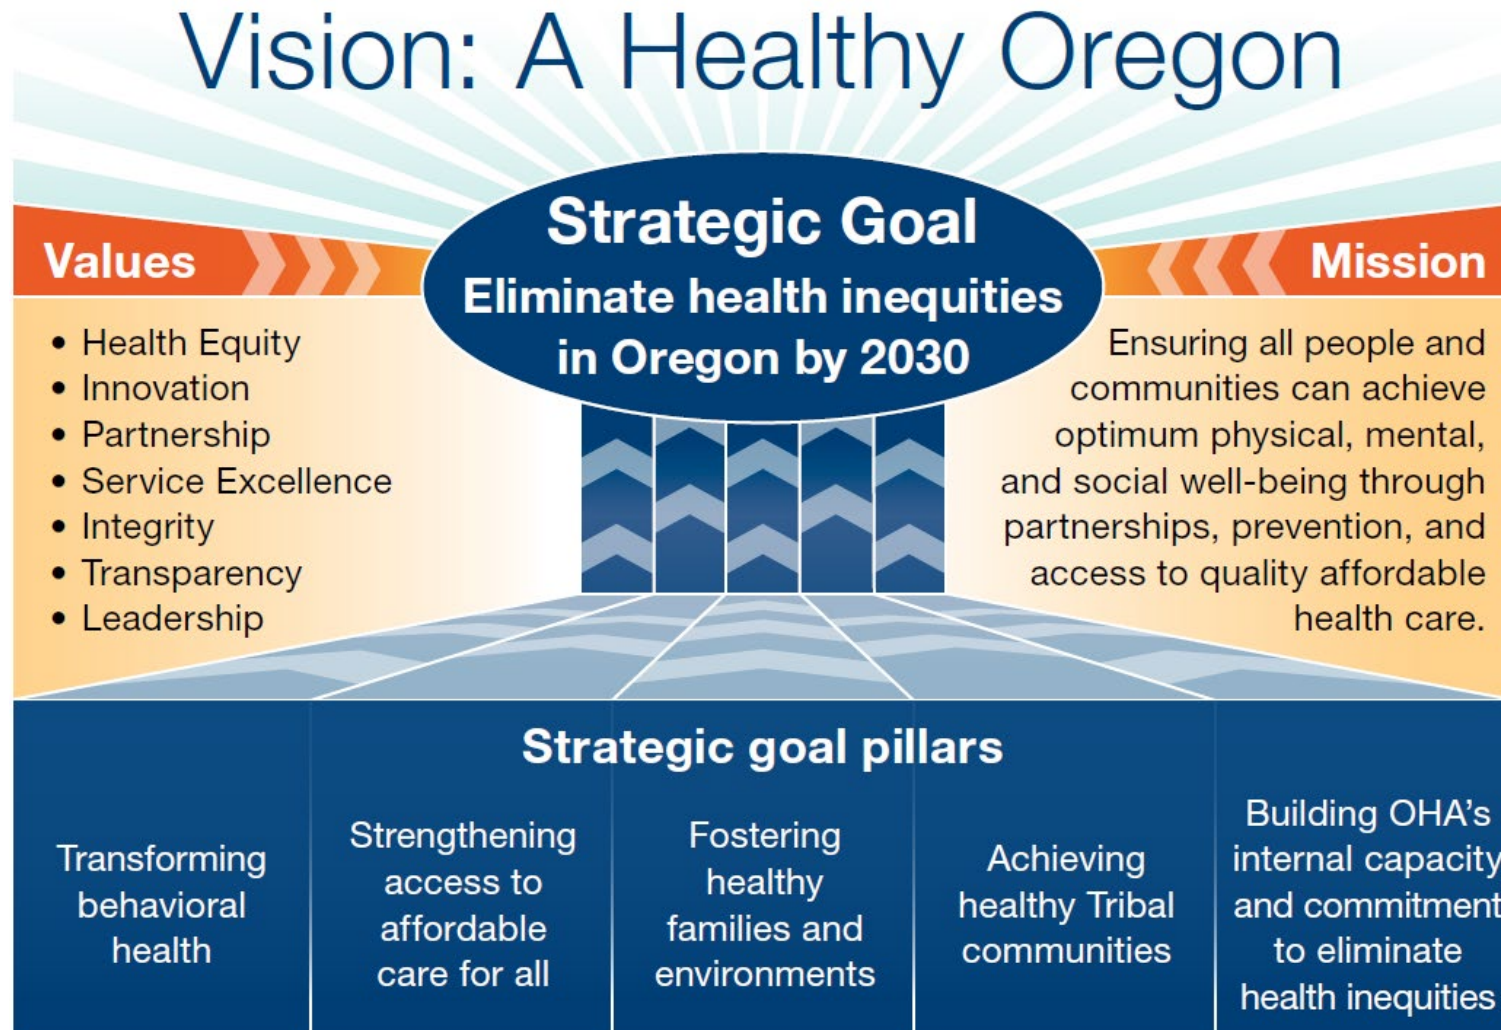 Vision: A Healthy Oregon
Strategic Goal
Eliminate health inequities
in Oregon by 2030
Values
• Health Equity
• Innovation
• Partnership
• Service Excellence
• Integrity
• Transparency
• Leadership
Mission
Ensuring all people and
communities can achieve
optimum physical, mental,
and social well-being through
partnerships, prevention, and
access to quality affordable
health care.
Strategic goal pillars
Transforming
behavioral
health
Strengthening
access to
affordable
care for all
Fostering
healthy
families and
environments
Achieving
healthy Tribal
communities
Building OHA’s
internal capacity
and commitment
to eliminate
health inequities